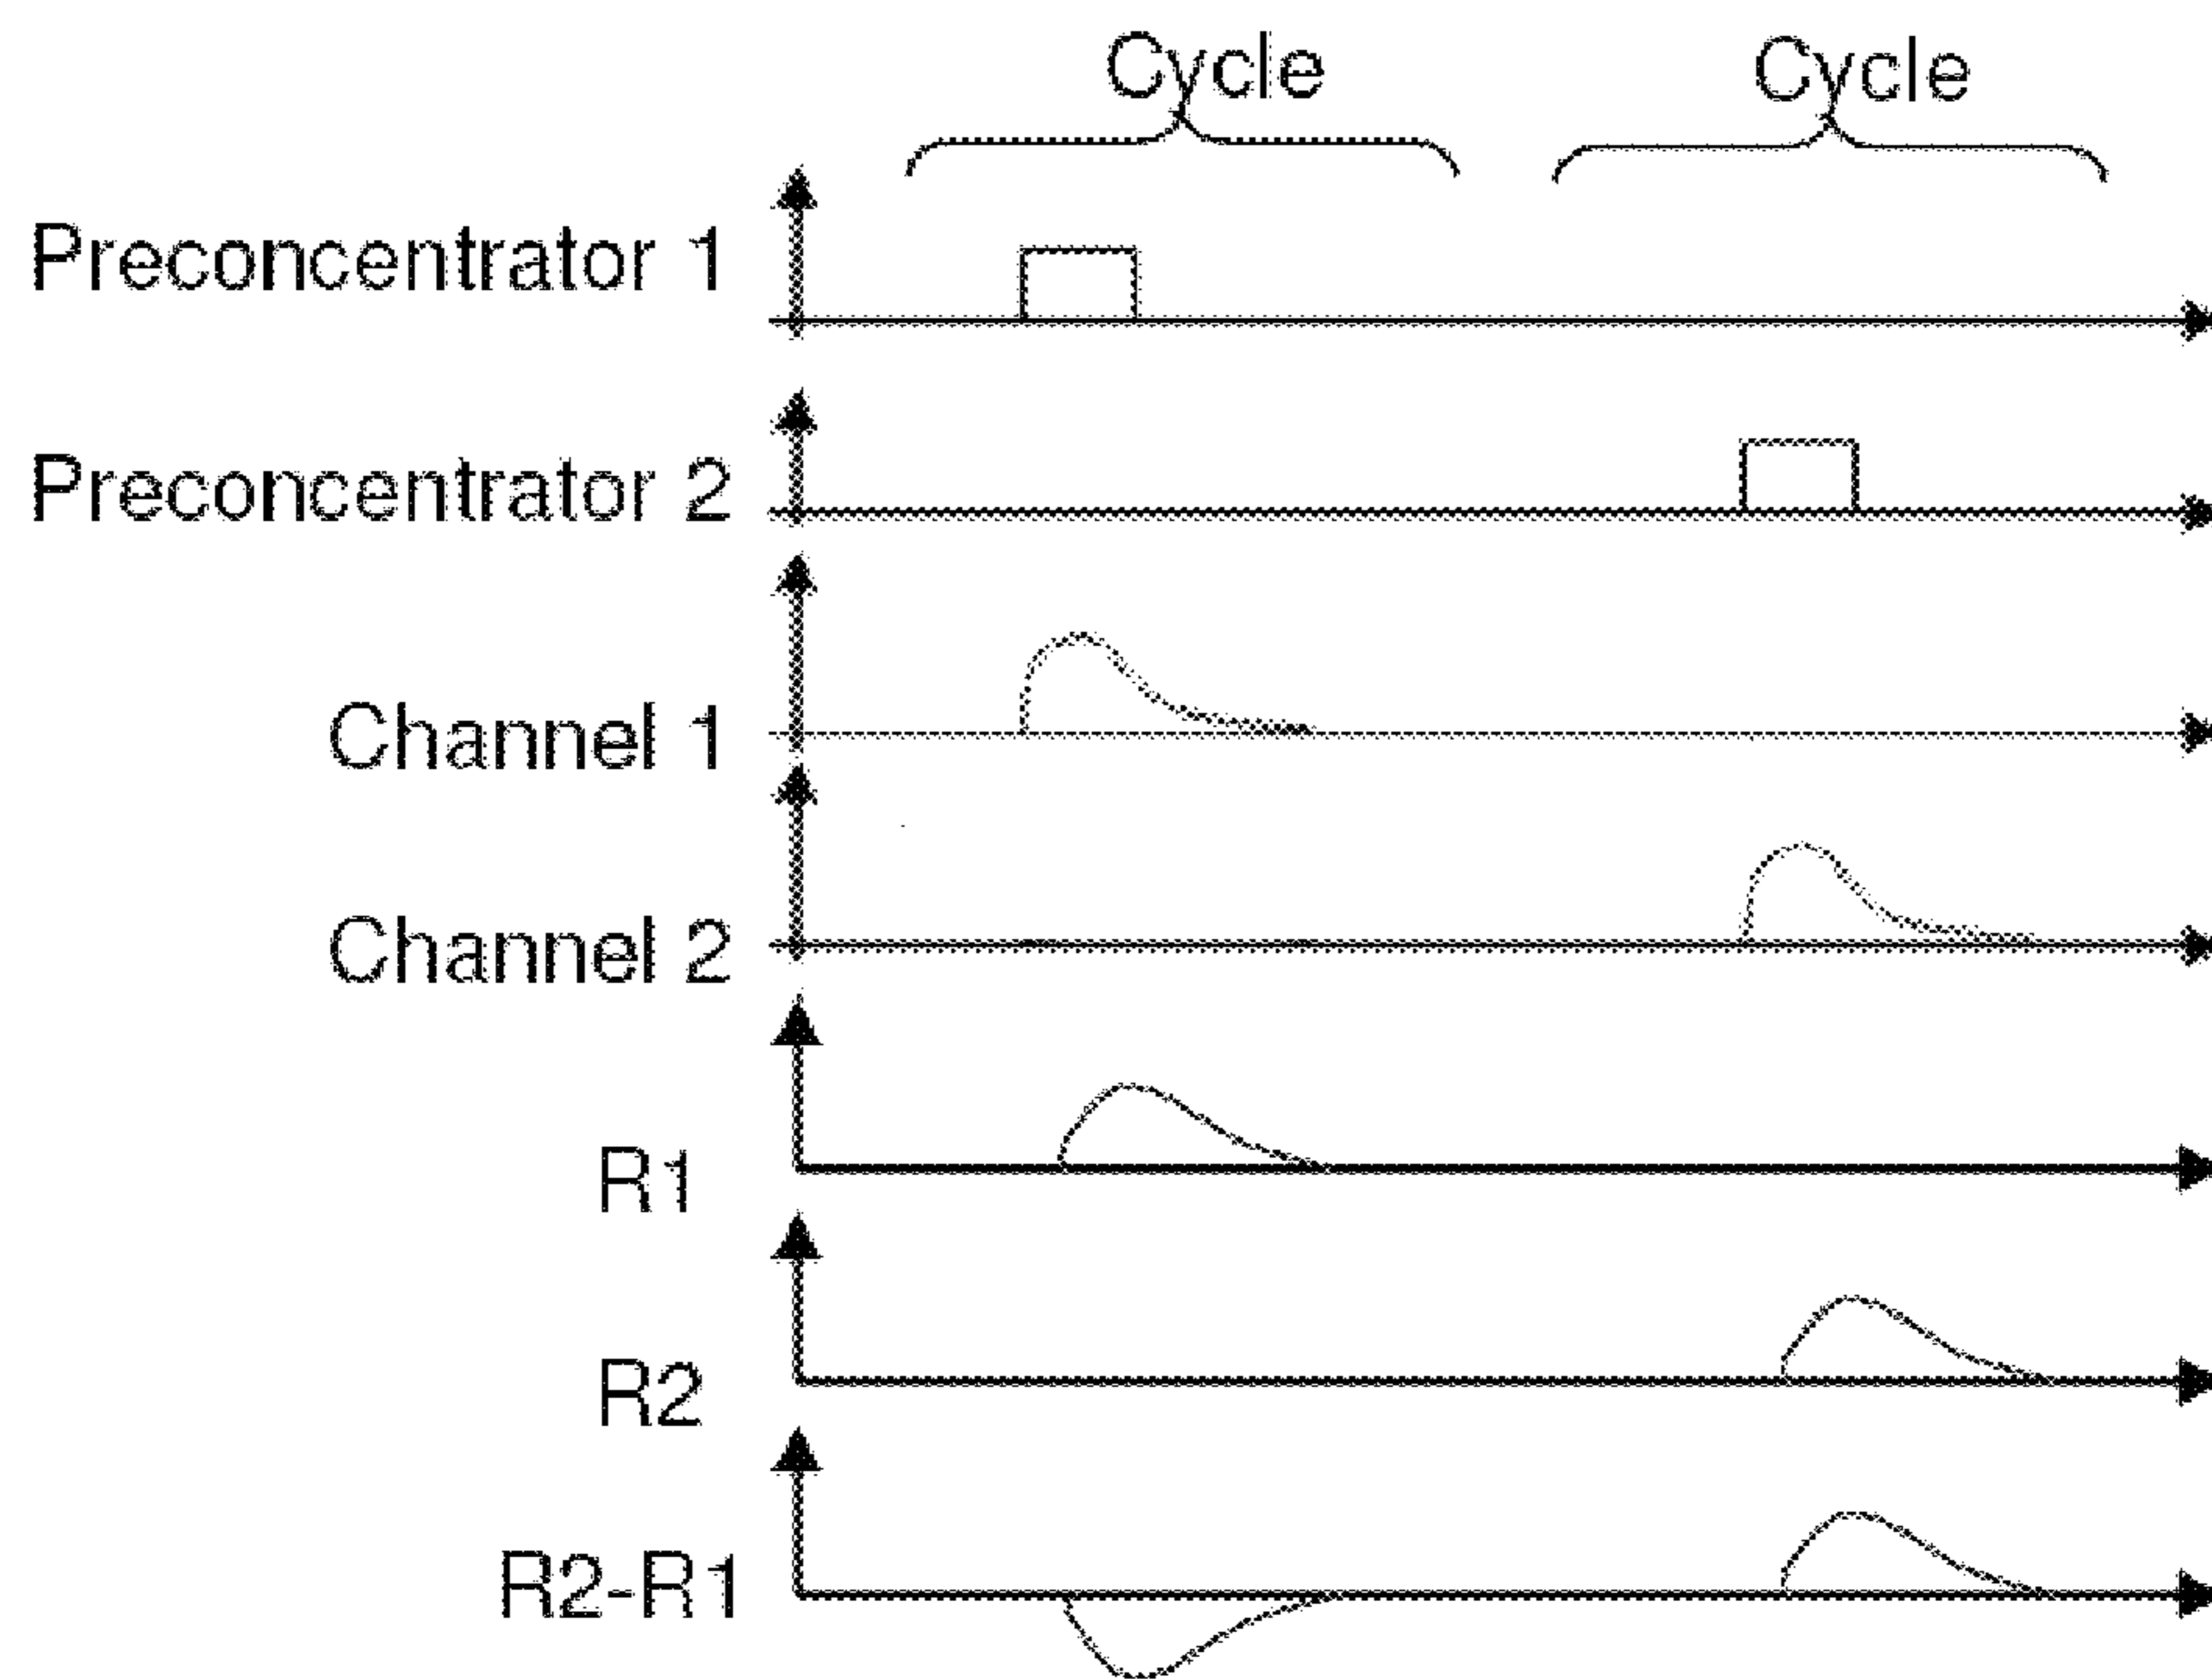 Cycle Cycle
Preconcentrator 1
Preconcentrator 2
Channel 1
Channel 2
R1
R2
R2-R1